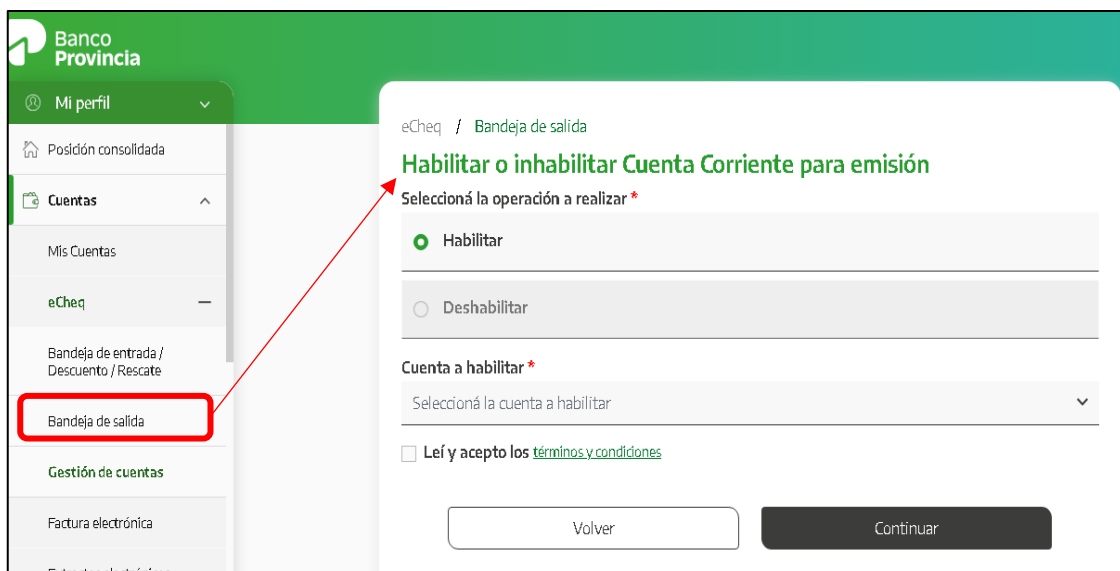 Banco
Provincia
Mi perfil
Posición consolidada
Cuentas
Mis Cuentas
eCheq
Bandeja de entrada /
Descuento / Rescate
Bandeja de salida
Gestión de cuentas
Factura electrónica
eCheq / Bandeja de salida
Habilitar o inhabilitar Cuenta Corriente para emisión
Seleccioná la operación a realizar *
Habilitar
Deshabilitar
Cuenta a habilitar *
Seleccioná la cuenta a habilitar
Leí y acepto los términos y condiciones
Volver
Continuar